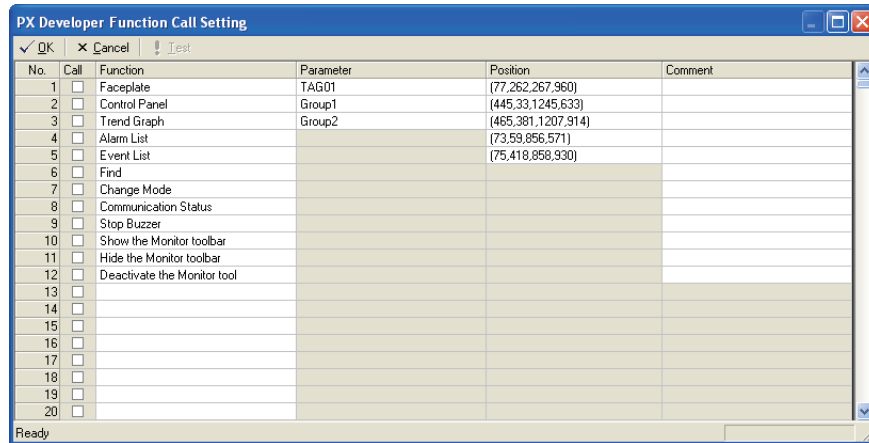 PX Developer Function Call Setting
OK Cancel Test
No. Call Function Parameter Position Comment
1 Faceplate TAG01 (77,262,267,960)
2 Control Panel Group1 (445,33,1245,633)
3 Trend Graph Group2 (465,381,1207,914)
4 Alarm List (73,59,856,571)
5 Event List (75,418,858,930)
6 Find
7 Change Mode
8 Communication Status
9 Stop Buzzer
10 Show the Monitor toolbar
11 Hide the Monitor toolbar
12 Deactivate the Monitor tool
13
14
15
16
17
18
19
20
Ready